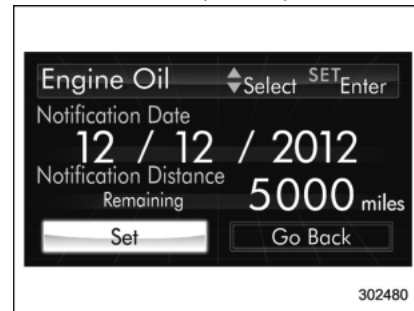 Engine Oil Select SET Enter
Notification Date
12 / 12 / 2012
Notification Distance
Remaining 5000 miles
Set Go Back
302480